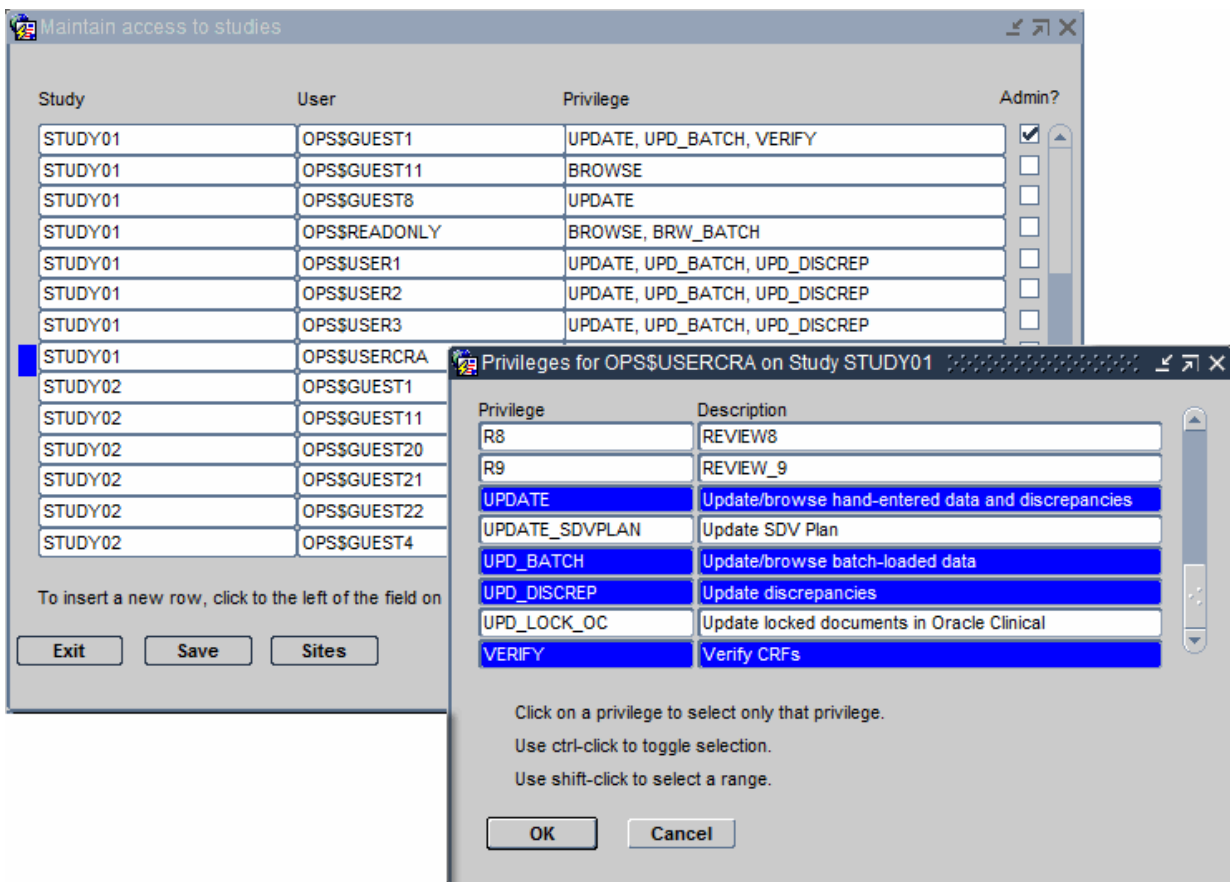 Maintain access to studies
Study User Privilege Admin?
STUDY01 OPS$GUEST1 UPDATE, UPD_BATCH, VERIFY
STUDY01 OPS$GUEST11 BROWSE
STUDY01 OPS$GUEST8 UPDATE
STUDY01 OPS$READONLY BROWSE, BRW_BATCH
STUDY01 OPS$USER1 UPDATE, UPD_BATCH, UPD_DISCREP
STUDY01 OPS$USER2 UPDATE, UPD_BATCH, UPD_DISCREP
STUDY01 OPS$USER3 UPDATE, UPD_BATCH, UPD_DISCREP
STUDY01 OPS$USERCRA
STUDY02 OPS$GUEST1
STUDY02 OPS$GUEST11
STUDY02 OPS$GUEST20
STUDY02 OPS$GUEST21
STUDY02 OPS$GUEST22
STUDY02 OPS$GUEST4
To insert a new row, click to the left of the field on
Exit Save Sites
Privileges for OPS$USERCRA on Study STUDY01
Privilege Description
R8 REVIEW8
R9 REVIEW_9
UPDATE Update/browse hand-entered data and discrepancies
UPDATE_SDVPLAN Update SDV Plan
UPD_BATCH Update/browse batch-loaded data
UPD_DISCREP Update discrepancies
UPD_LOCK_OC Update locked documents in Oracle Clinical
VERIFY Verify CRFs
Click on a privilege to select only that privilege.
Use ctrl-click to toggle selection.
Use shift-click to select a range.
OK Cancel